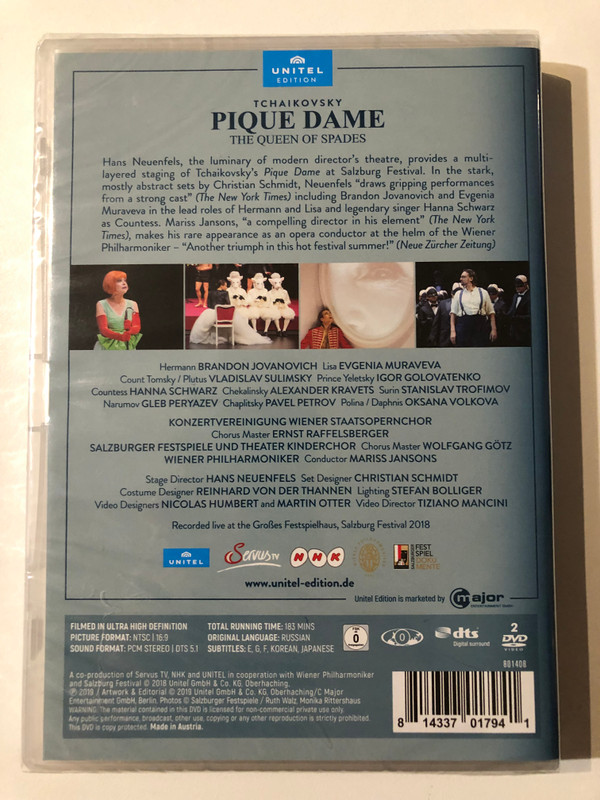 UNITEL
EDITION
TCHAIKOVSKY
PIQUE DAME
THE QUEEN OF SPADES
Hans Neuenfels, the luminary of modern director's theatre, provides a multi-
layered staging of Tchaikovsky's Pique Dame at Salzburg Festival. In the stark,
mostly abstract sets by Christian Schmidt, Neuenfels "draws gripping performances
from a strong cast" (The New York Times) including Brandon Jovanovich and Evgenia
Muraveva in the lead roles of Hermann and Lisa and legendary singer Hanna Schwarz
as Countess. Mariss Jansons, "a compelling director in his element" (The New York
Times), makes his rare appearance as an opera conductor at the helm of the Wiener
Philharmoniker – "Another triumph in this hot festival summer!" (Neue Zürcher Zeitung)
Hermann BRANDON JOVANOVICH Lisa EVGENIA MURAVEVA
Count Tomsky / Plutus VLADISLAV SULIMSKY Prince Yeletsky IGOR GOLOVATENKO
Countess HANNA SCHWARZ Chekalinsky ALEXANDER KRAVETS Surin STANISLAV TROFIMOV
Narumov GLEB PERYAZEV Chaplitsky PAVEL PETROV Polina / Daphnis OKSANA VOLKOVA
KONZERTVEREINIGUNG WIENER STAATSOPERNCHOR
Chorus Master ERNST RAFFELSBERGER
SALZBURGER FESTSPIELE UND THEATER KINDERCHOR Chorus Master WOLFGANG GÖTZ
WIENER PHILHARMONIKER Conductor MARISS JANSONS
Stage Director HANS NEUENFELS Set Designer CHRISTIAN SCHMIDT
Costume Designer REINHARD VON DER THANNEN Lighting STEFAN BOLLIGER
Video Designers NICOLAS HUMBERT and MARTIN OTTER Video Director TIZIANO MANCINI
Recorded live at the Großes Festspielhaus, Salzburg Festival 2018
UNITEL
ServusTV
NHK
FEST
SPIEL
DOKU
MENTE
www.unitel-edition.de
Unitel Edition is marketed by C major
ENTERTAINMENT GMBH
FILMED IN ULTRA HIGH DEFINITION
PICTURE FORMAT: NTSC | 16:9
SOUND FORMAT: PCM STEREO | DTS 5.1
TOTAL RUNNING TIME: 183 MINS
ORIGINAL LANGUAGE: RUSSIAN
SUBTITLES: E, G, F, KOREAN, JAPANESE
0
0
dts
Digital surround
2
DVD
VIDEO
801408
A co-production of Servus TV, NHK and UNITEL in cooperation with Wiener Philharmoniker
and Salzburg Festival © 2018 Unitel GmbH & Co. KG, Oberhaching.
℗ 2019 / Artwork & Editorial © 2019 Unitel GmbH & Co. KG, Oberhaching/C Major
Entertainment GmbH, Berlin. Photos © Salzburger Festspiele / Ruth Walz, Monika Rittershaus
WARNING: The material contained in this DVD is licensed for non-commercial private use only.
Any public performance, broadcast, other use, copying or any other reproduction is strictly prohibited.
This DVD is copy protected. Made in Austria.
8 14337 01794 1